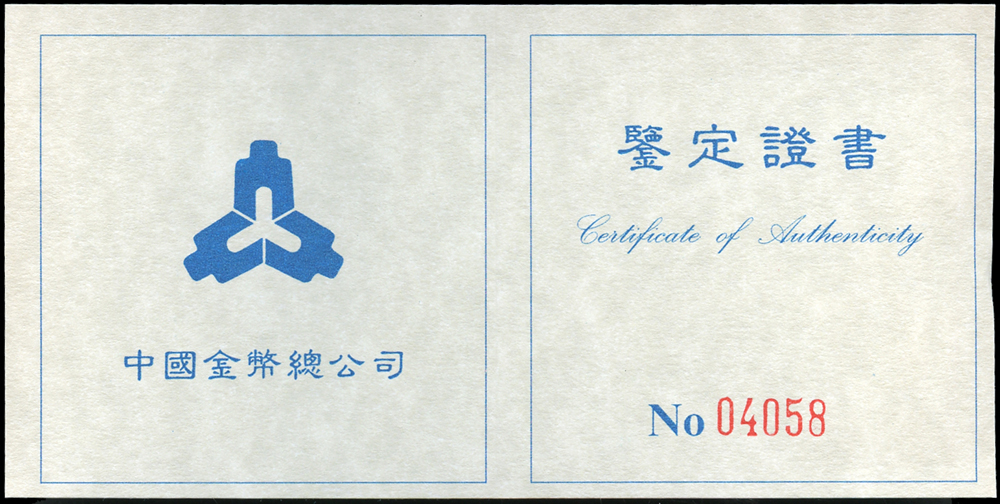 中國金幣總公司
鑒定證書
Certificate of Authenticity
No 04058